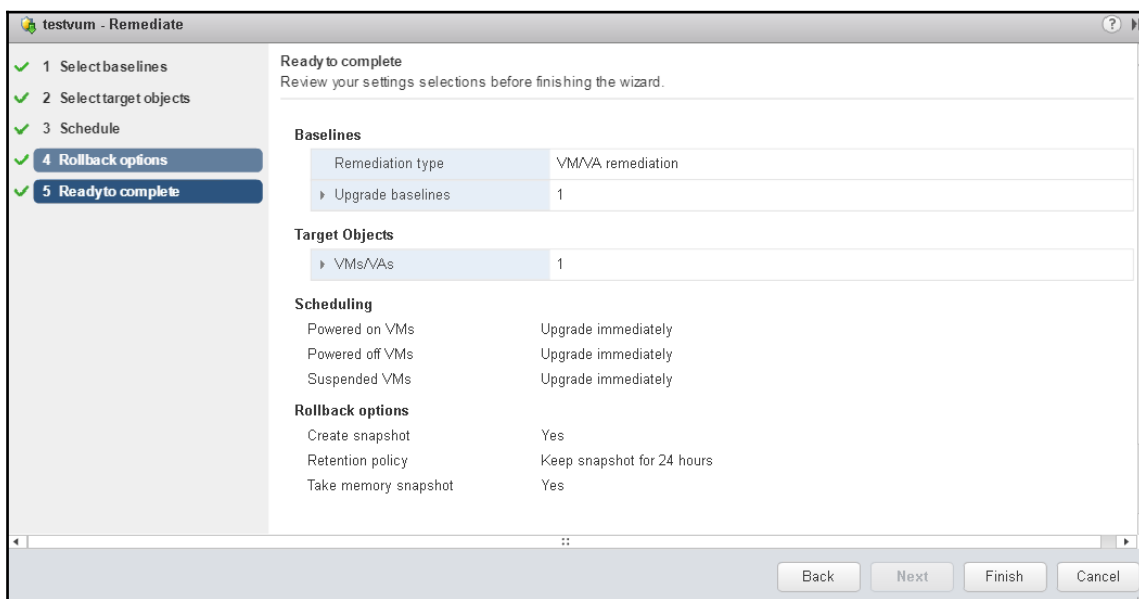 testvum - Remediate
?
1 Select baselines
2 Select target objects
3 Schedule
4 Rollback options
5 Ready to complete
Ready to complete
Review your settings selections before finishing the wizard.
Baselines
Remediation type VM/VA remediation
Upgrade baselines 1
Target Objects
VMs/VAs 1
Scheduling
Powered on VMs Upgrade immediately
Powered off VMs Upgrade immediately
Suspended VMs Upgrade immediately
Rollback options
Create snapshot Yes
Retention policy Keep snapshot for 24 hours
Take memory snapshot Yes
Back Next Finish Cancel